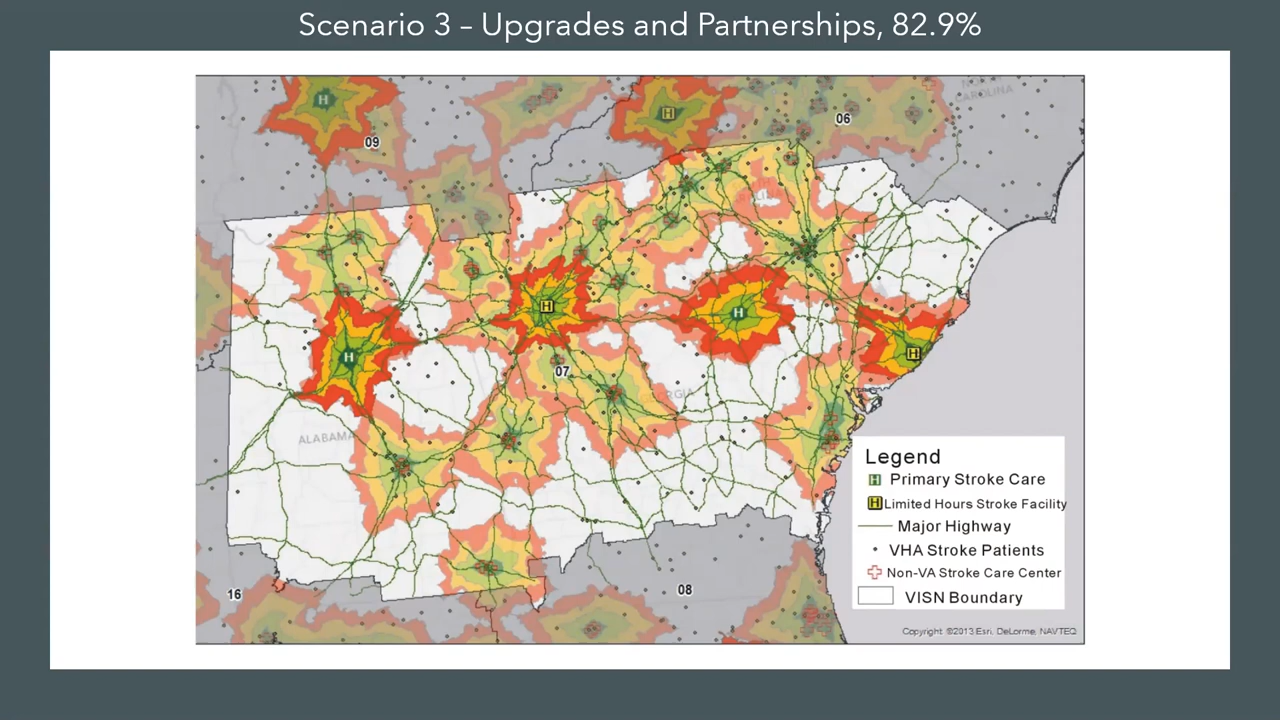 Scenario 3 – Upgrades and Partnerships, 82.9%
CAROLINA
06
09
07
ALABAMA
Legend
Primary Stroke Care
Limited Hours Stroke Facility
Major Highway
VHA Stroke Patients
Non-VA Stroke Care Center
VISN Boundary
16
08
Copyright ©2013 Esri, DeLorme, NAVTEQ